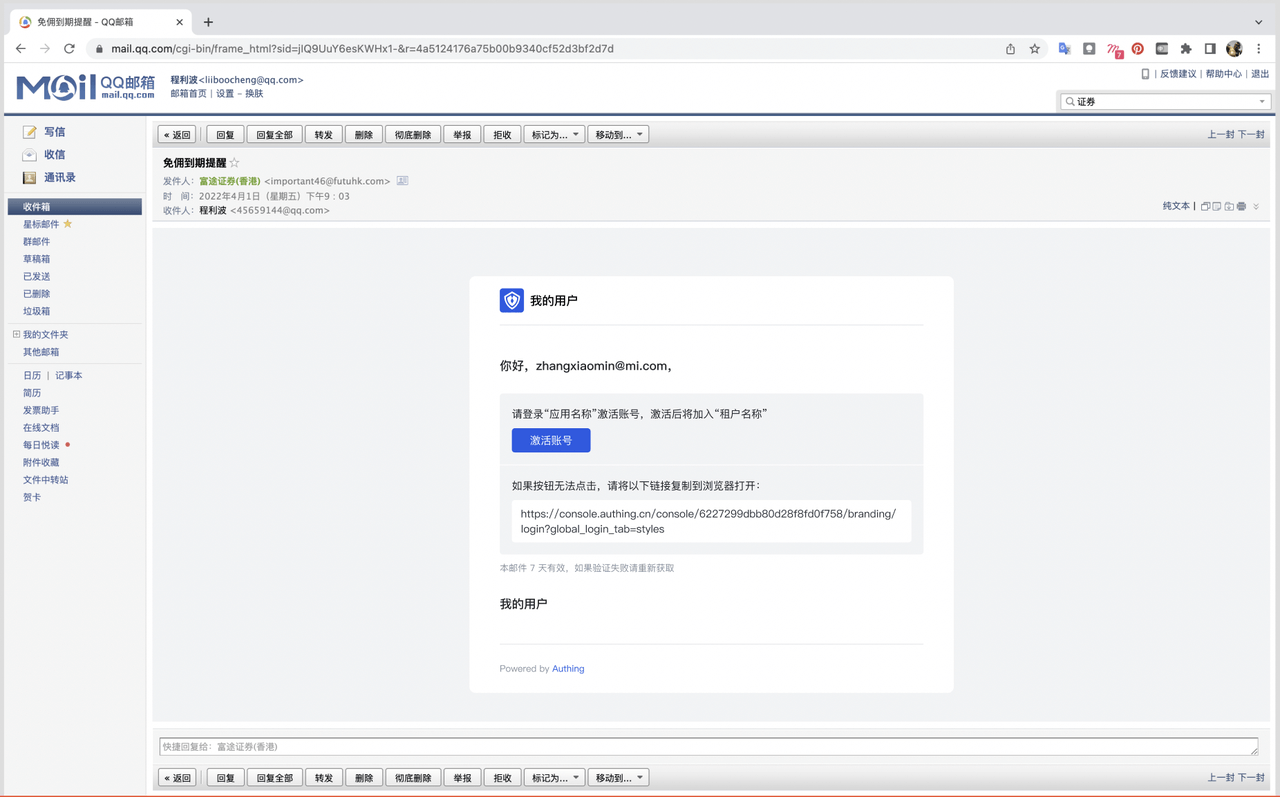 免佣到期提醒 - QQ邮箱
mail.qq.com/cgi-bin/frame_html?sid=jIQ9UuY6esKWHx1-&r=4a5124176a75b00b9340cf52d3bf2d7d
7
Mail QQ邮箱
mail.qq.com
程利波<liiboocheng@qq.com>
邮箱首页 | 设置 - 换肤
| 反馈建议 | 帮助中心 | 退出
证券
写信
收信
通讯录
收件箱
星标邮件
群邮件
草稿箱
已发送
已删除
垃圾箱
我的文件夹
其他邮箱
日历 | 记事本
简历
发票助手
在线文档
每日悦读
附件收藏
文件中转站
贺卡
« 返回 回复 回复全部 转发 删除 彻底删除 举报 拒收 标记为... 移动到... 上一封 下一封
免佣到期提醒
发件人： 富途证券(香港) <important46@futuhk.com>
时 间： 2022年4月1日（星期五）下午9：03
收件人： 程利波 <45659144@qq.com>
纯文本 |
我的用户
你好，zhangxiaomin@mi.com，
请登录“应用名称”激活账号，激活后将加入“租户名称”
激活账号
如果按钮无法点击，请将以下链接复制到浏览器打开：
https://console.authing.cn/console/6227299dbb80d28f8fd0f758/branding/
login?global_login_tab=styles
本邮件 7 天有效，如果验证失败请重新获取
我的用户
Powered by Authing
快捷回复给：富途证券(香港)
« 返回 回复 回复全部 转发 删除 彻底删除 举报 拒收 标记为... 移动到... 上一封 下一封